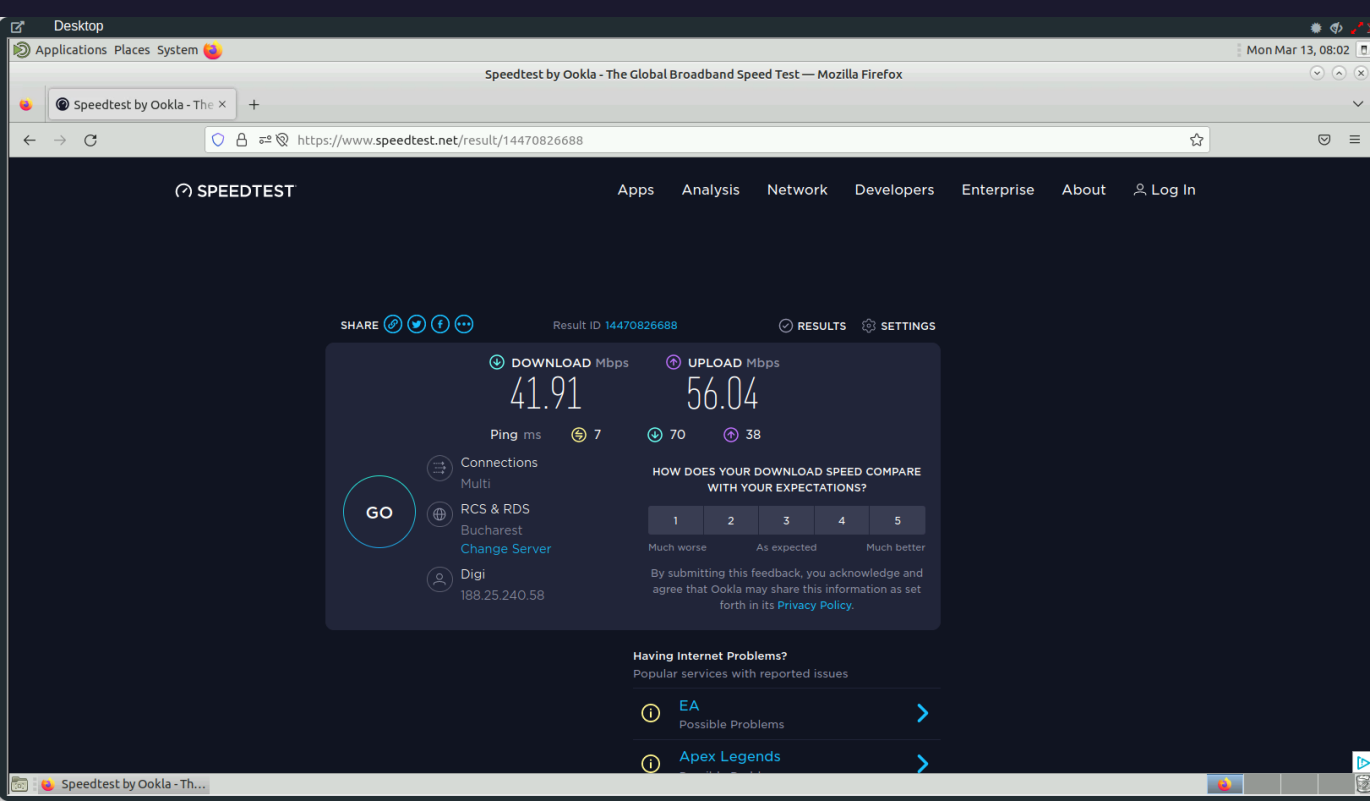 Desktop
Applications Places System
Mon Mar 13, 08:02
Speedtest by Ookla - The Global Broadband Speed Test — Mozilla Firefox
Speedtest by Ookla - The
https://www.speedtest.net/result/14470826688
SPEEDTEST
Apps Analysis Network Developers Enterprise About Log In
SHARE Result ID 14470826688 RESULTS SETTINGS
DOWNLOAD Mbps UPLOAD Mbps
41.91 56.04
Ping ms 7 70 38
Connections
Multi
RCS & RDS
Bucharest
Change Server
Digi
188.25.240.58
GO
HOW DOES YOUR DOWNLOAD SPEED COMPARE
WITH YOUR EXPECTATIONS?
1 2 3 4 5
Much worse As expected Much better
By submitting this feedback, you acknowledge and
agree that Ookla may share this information as set
forth in its Privacy Policy.
Having Internet Problems?
Popular services with reported issues
EA
Possible Problems
Apex Legends
Speedtest by Ookla - Th...